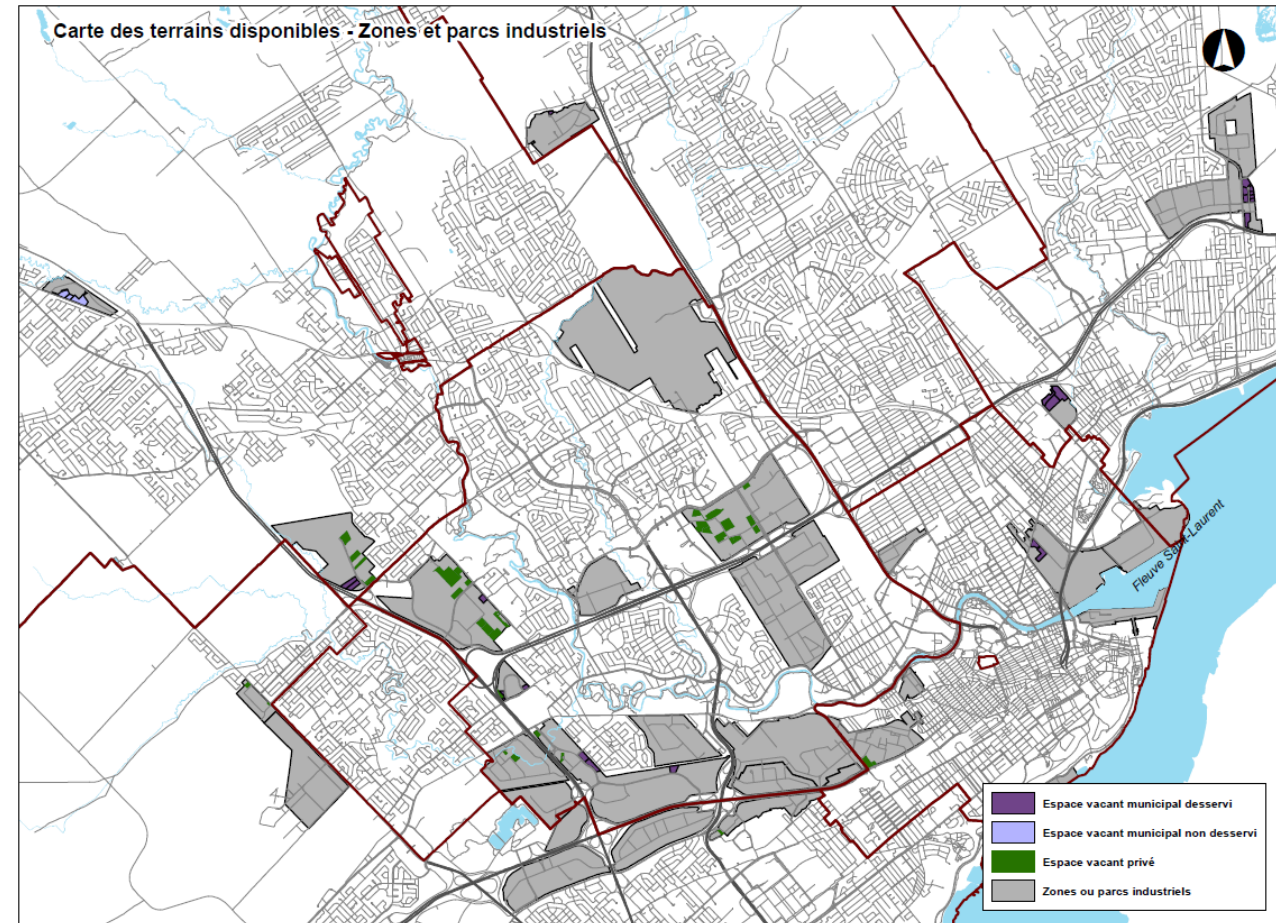 Carte des terrains disponibles - Zones et parcs industriels
Fleuve Saint-Laurent
Espace vacant municipal desservi
Espace vacant municipal non desservi
Espace vacant privé
Zones ou parcs industriels